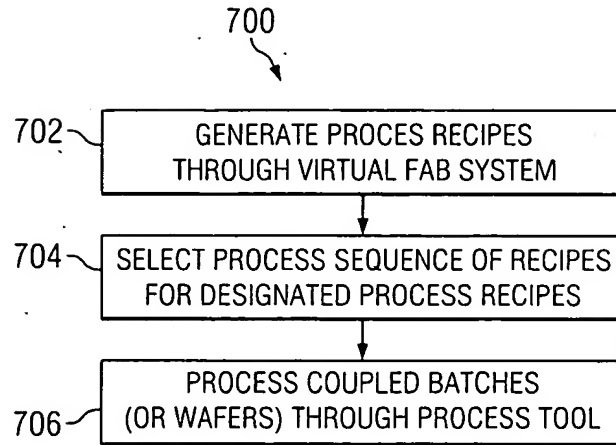 700
702
GENERATE PROCES RECIPES
THROUGH VIRTUAL FAB SYSTEM
704
SELECT PROCESS SEQUENCE OF RECIPES
FOR DESIGNATED PROCESS RECIPES
PROCESS COUPLED BATCHES
706
(OR WAFERS) THROUGH PROCESS TOOL